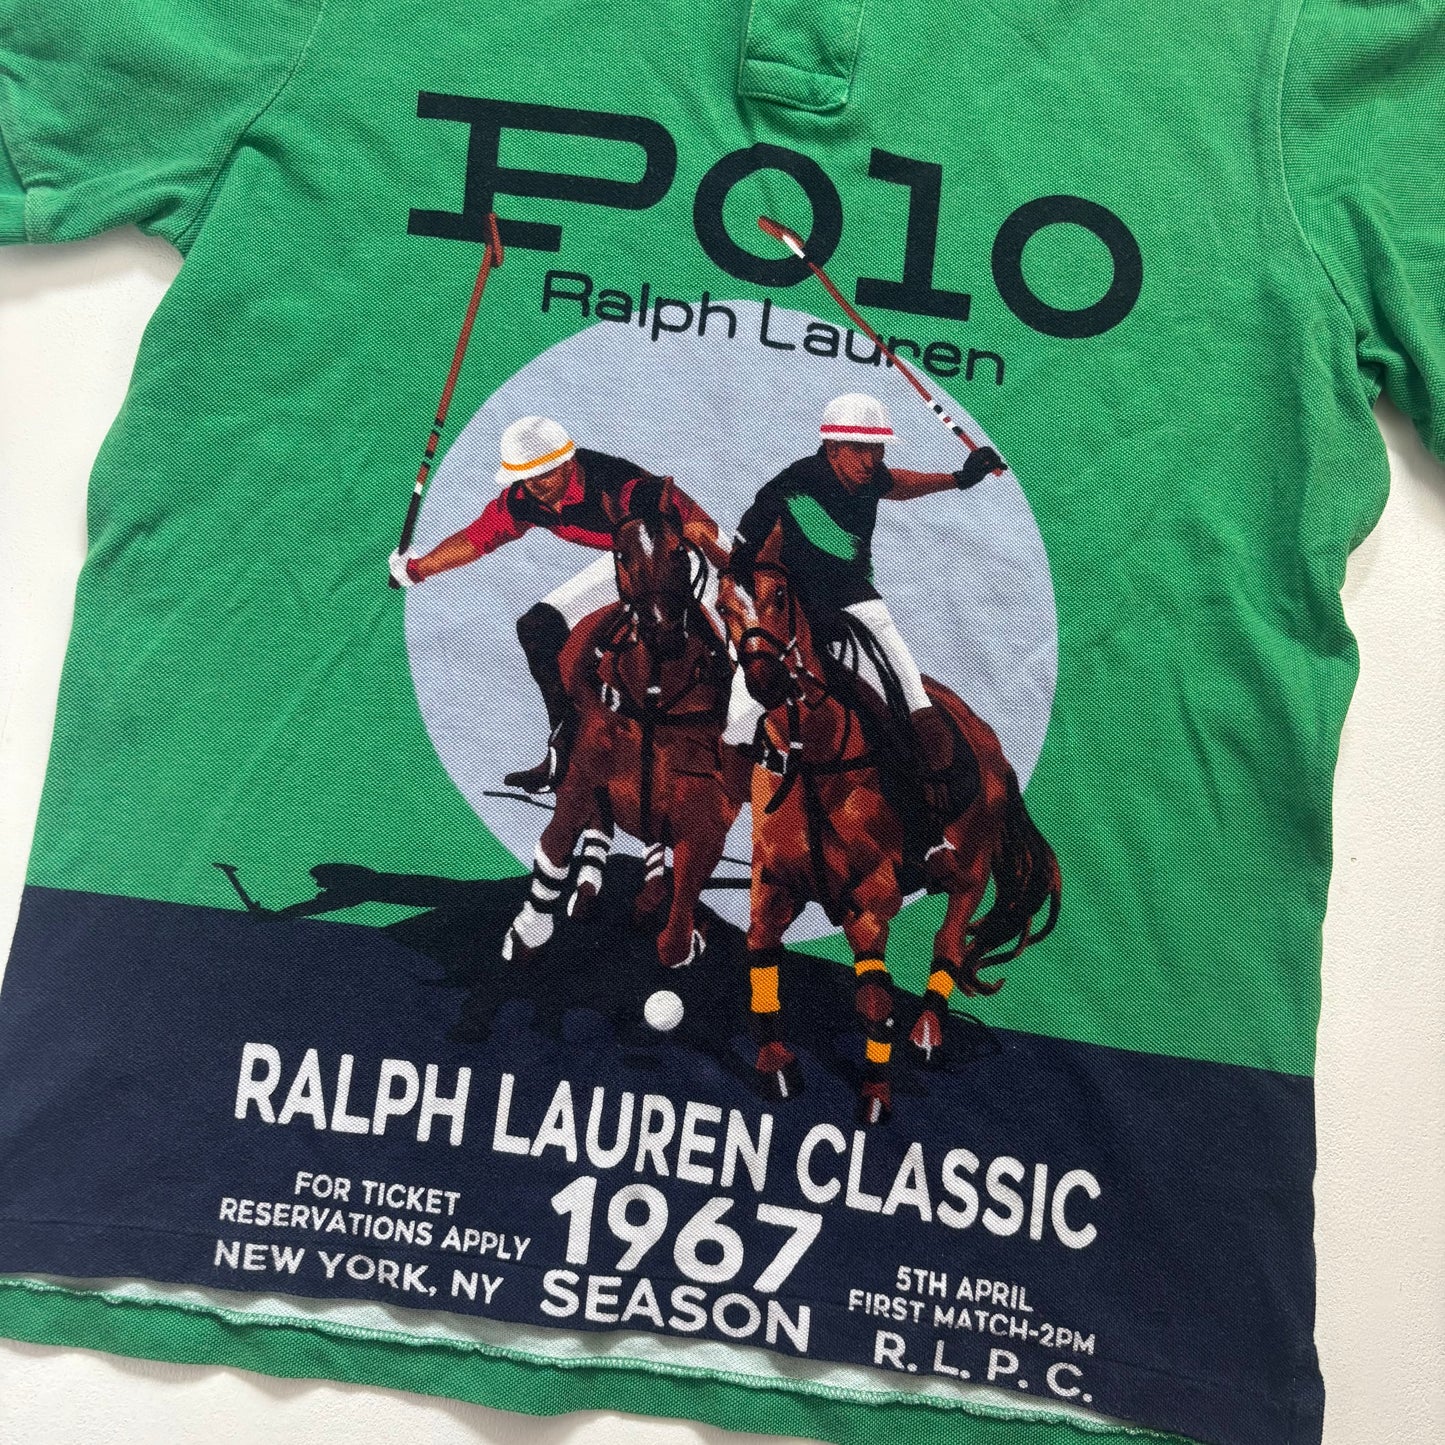 Polo
Ralph Lauren
RALPH LAUREN CLASSIC
FOR TICKET
RESERVATIONS APPLY
NEW YORK, NY
1967
SEASON
5TH APRIL
FIRST MATCH-2PM
R. L. P. C.